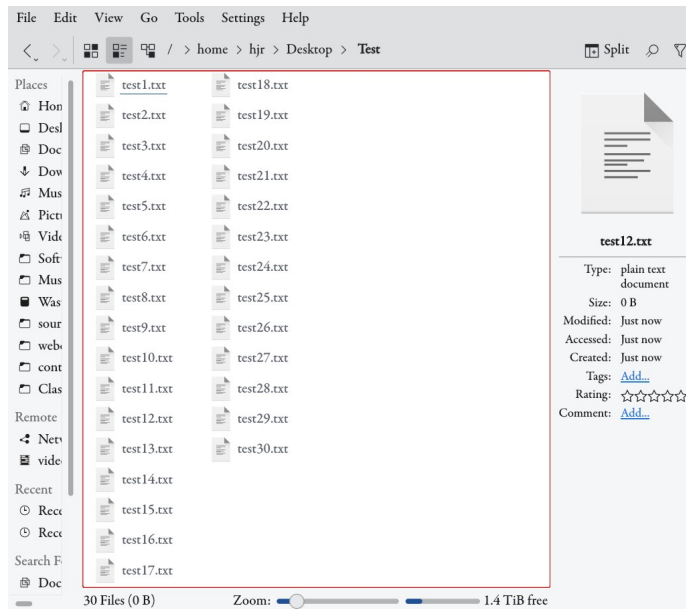 File Edit View Go Tools Settings Help
/ > home > hjr > Desktop > Test
Split
Places
Hon
Desl
Doc
Dow
Mus
Pictu
Vide
Soft
Mus
Was
sour
webc
cont
Clas
Remote
Netv
vide
Recent
Rece
Rece
Search F
Doc
test1.txt
test2.txt
test3.txt
test4.txt
test5.txt
test6.txt
test7.txt
test8.txt
test9.txt
test10.txt
test11.txt
test12.txt
test13.txt
test14.txt
test15.txt
test16.txt
test17.txt
test18.txt
test19.txt
test20.txt
test21.txt
test22.txt
test23.txt
test24.txt
test25.txt
test26.txt
test27.txt
test28.txt
test29.txt
test30.txt
test12.txt
Type: plain text
document
Size: 0 B
Modified: Just now
Accessed: Just now
Created: Just now
Tags: Add...
Rating:
Comment: Add...
30 Files (0 B) Zoom: 1.4 TiB free